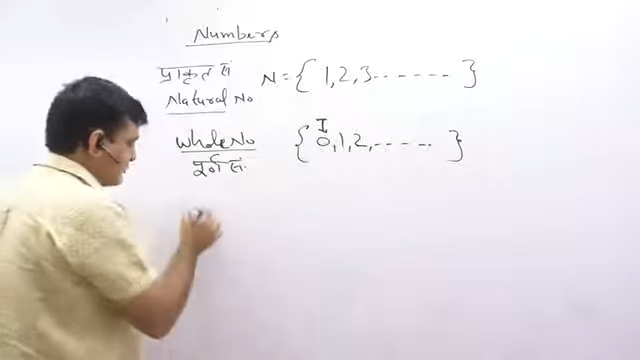 Numbers
प्राकृत सं N = { 1, 2, 3 - - - - - - - }
Natural No
Whole No { 0, 1, 2, - - - - - - }
पूर्ण सं.